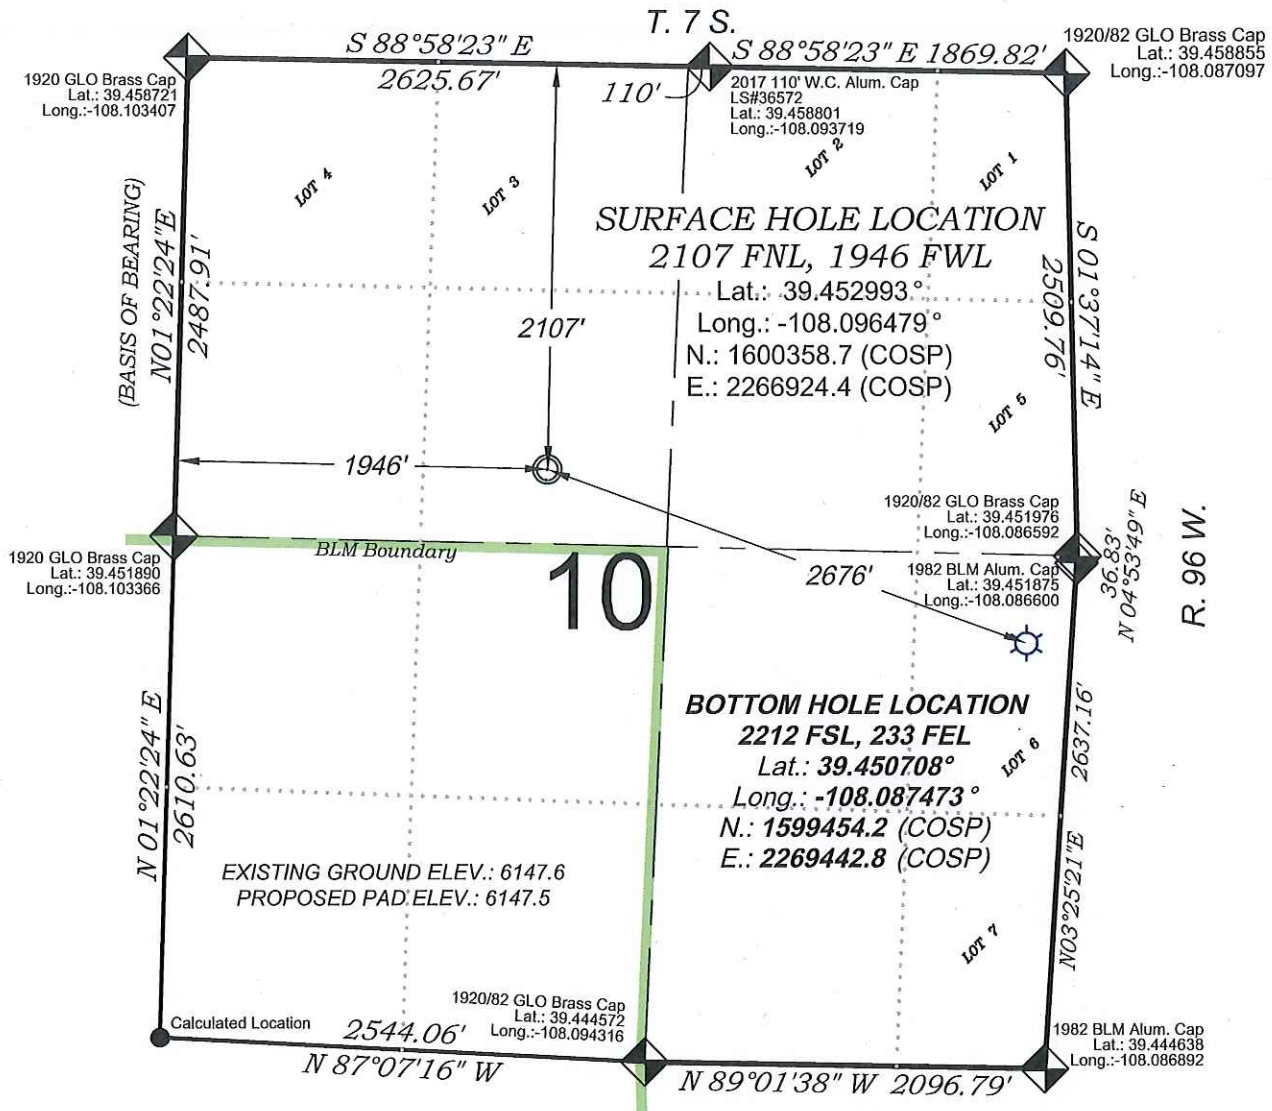 T. 7 S.
S 88°58'23" E
2625.67'
S 88°58'23" E 1869.82'
1920/82 GLO Brass Cap
Lat.: 39.458855
Long.:-108.087097
1920 GLO Brass Cap
Lat.: 39.458721
Long.:-108.103407
110'
2017 110' W.C. Alum. Cap
LS#36572
Lat.: 39.458801
Long.:-108.093719
LOT 4
LOT 3
LOT 2
LOT 1
(BASIS OF BEARING)
N01°22'24"E
2487.91'
SURFACE HOLE LOCATION
2107 FNL, 1946 FWL
Lat.: 39.452993°
Long.: -108.096479°
N.: 1600358.7 (COSP)
E.: 2266924.4 (COSP)
2107'
S 01°37'14" E
2509.76'
LOT 5
1946'
1920/82 GLO Brass Cap
Lat.: 39.451976
Long.:-108.086592
1920 GLO Brass Cap
Lat.: 39.451890
Long.:-108.103366
BLM Boundary
10
2676'
1982 BLM Alum. Cap
Lat.: 39.451875
Long.:-108.086600
36.83'
N 04°53'49" E
R. 96 W.
BOTTOM HOLE LOCATION
2212 FSL, 233 FEL
Lat.: 39.450708°
Long.: -108.087473°
N.: 1599454.2 (COSP)
E.: 2269442.8 (COSP)
LOT 6
2637.16'
N03°25'21"E
N 01°22'24" E
2610.63'
EXISTING GROUND ELEV.: 6147.6
PROPOSED PAD ELEV.: 6147.5
LOT 7
Calculated Location
2544.06'
N 87°07'16" W
1920/82 GLO Brass Cap
Lat.: 39.444572
Long.:-108.094316
N 89°01'38" W 2096.79'
1982 BLM Alum. Cap
Lat.: 39.444638
Long.:-108.086892